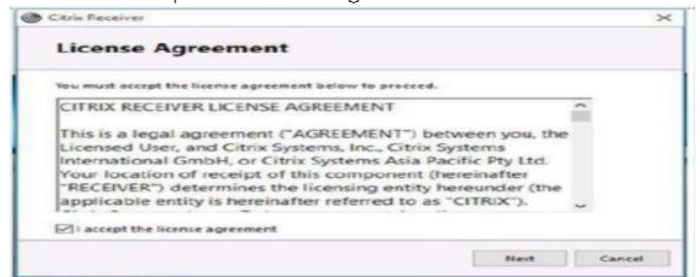 Citrix Receiver
License Agreement
You must accept the license agreement below to proceed.
CITRIX RECEIVER LICENSE AGREEMENT
This is a legal agreement ("AGREEMENT") between you, the
Licensed User, and Citrix Systems, Inc., Citrix Systems
International GmbH, or Citrix Systems Asia Pacific Pty Ltd.
Your location of receipt of this component (hereinafter
"RECEIVER") determines the licensing entity hereunder (the
applicable entity is hereinafter referred to as "CITRIX").
I accept the license agreement
Next Cancel